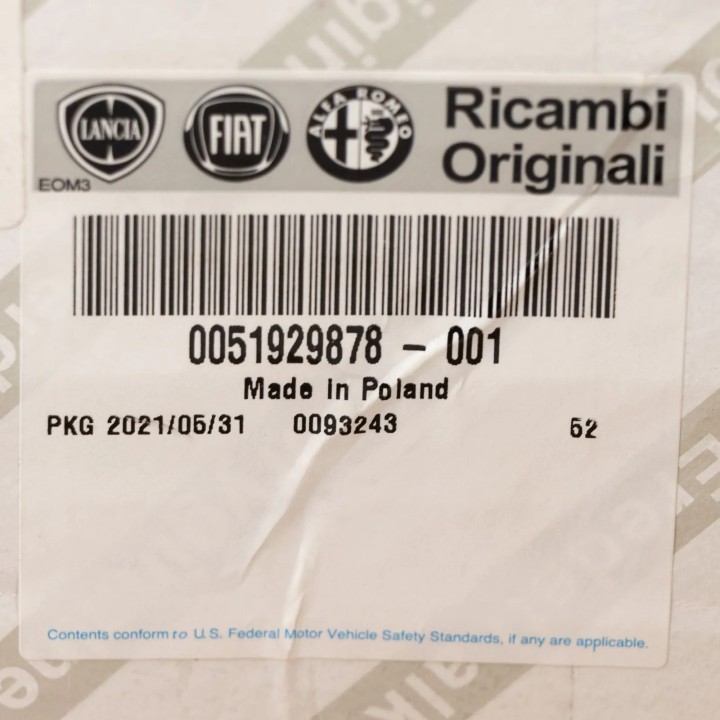 LANCIA FIAT ALFA ROMEO Ricambi
Originali
EOM3
0051929878 - 001
Made in Poland
PKG 2021/05/31 0093243 52
Contents conform to U.S. Federal Motor Vehicle Safety Standards, if any are applicable.